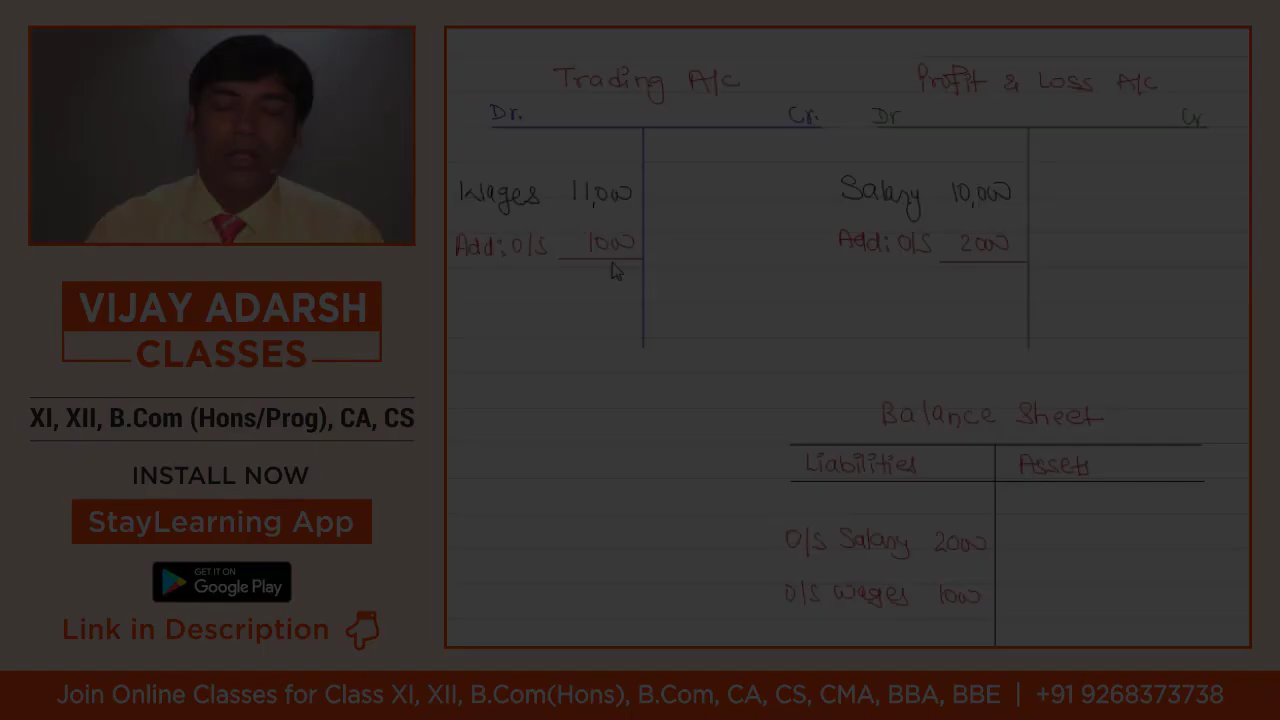 VIJAY ADARSH
CLASSES
XI, XII, B.Com (Hons/Prog), CA, CS
INSTALL NOW
StayLearning App
GET IT ON
Google Play
Link in Description
Trading A/C
Dr. Cr.
Wages 11,000
Add: O/S 1000
Profit & Loss A/C
Dr Cr
Salary 10,000
Add: O/S 2000
Balance Sheet
Liabilities Assets
O/S Salary 2000
O/S Wages 1000
Join Online Classes for Class XI, XII, B.Com(Hons), B.Com, CA, CS, CMA, BBA, BBE | +91 9268373738